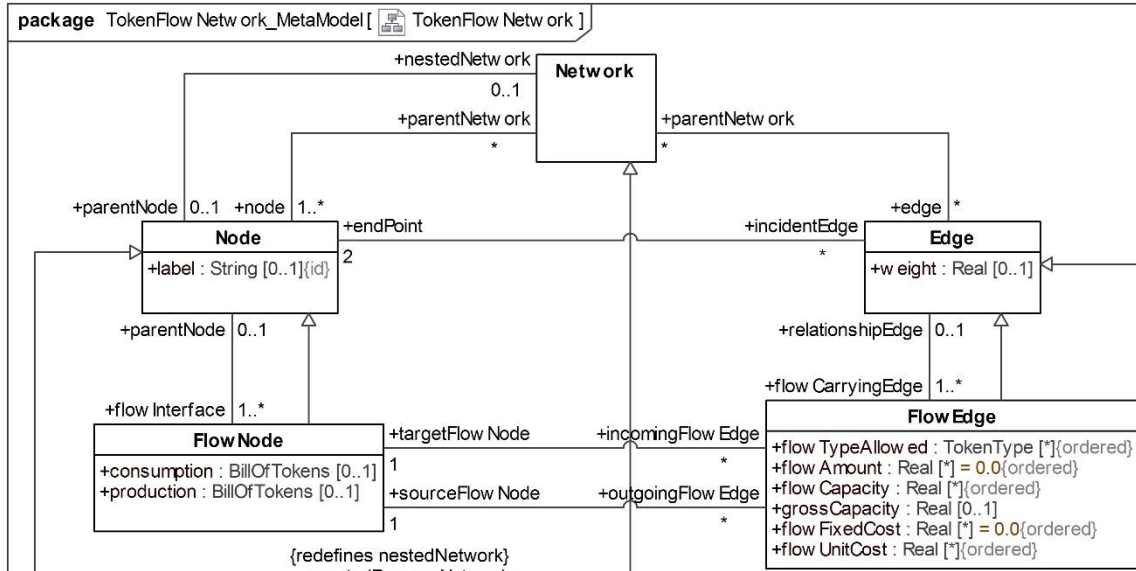 package TokenFlow Network_MetaModel [ TokenFlow Network ]
+nestedNetwork
Network
0..1
+parentNetwork
+parentNetwork
*
*
+parentNode 0..1 +node 1..*
+edge *
Node
+endPoint
+incidentEdge
Edge
+label : String [0..1]{id}
2
*
+weight : Real [0..1]
+parentNode 0..1
+relationshipEdge 0..1
+flowInterface 1..*
+flowCarryingEdge 1..*
FlowNode
FlowEdge
+consumption : BillOfTokens [0..1]
+production : BillOfTokens [0..1]
+targetFlowNode
+incomingFlowEdge
1
*
+sourceFlowNode
+outgoingFlowEdge
1
*
+flowTypeAllowed : TokenType [*]{ordered}
+flowAmount : Real [*] = 0.0{ordered}
+flowCapacity : Real [*]{ordered}
+grossCapacity : Real [0..1]
+flowFixedCost : Real [*] = 0.0{ordered}
+flowUnitCost : Real [*]{ordered}
{redefines nestedNetwork}